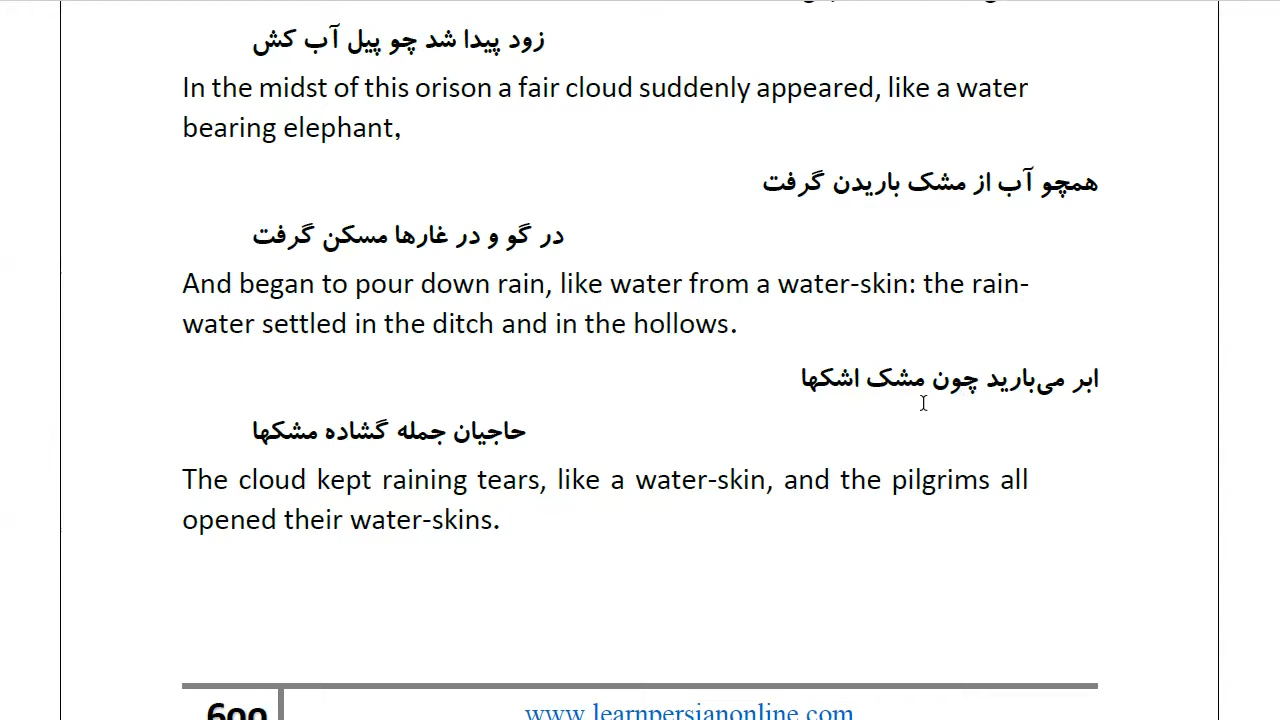 زود پیدا شد چو پیل آب کش
In the midst of this orison a fair cloud suddenly appeared, like a water
bearing elephant,
همچو آب از مشک باریدن گرفت
در گو و در غارها مسکن گرفت
And began to pour down rain, like water from a water-skin: the rain-
water settled in the ditch and in the hollows.
ابر می‌بارید چون مشک اشکها
حاجیان جمله گشاده مشکها
The cloud kept raining tears, like a water-skin, and the pilgrims all
opened their water-skins.
www.learnpersianonline.com